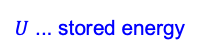 U ... stored energy